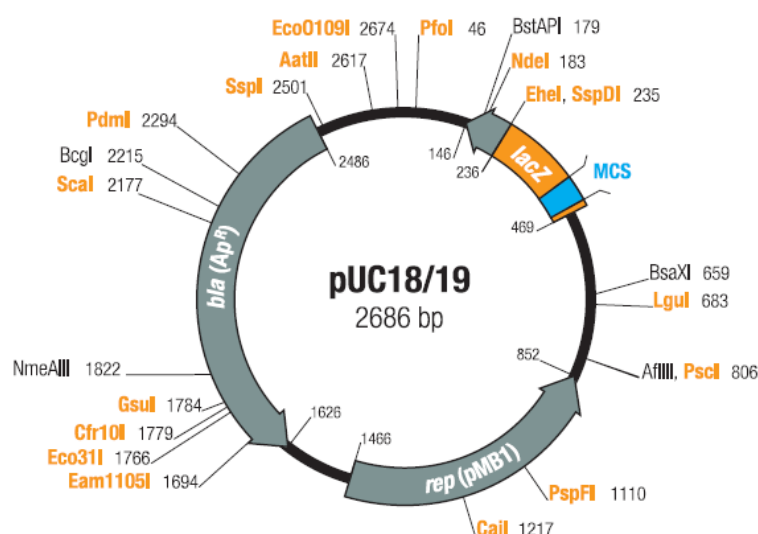 EcoO109I 2674
PfoI 46
BstAPI 179
AatII 2617
NdeI 183
SspI 2501
EheI, SspDI 235
PdmI 2294
BcgI 2215
ScaI 2177
2486
146
236
lacZ
MCS
469
bla (ApR)
pUC18/19
2686 bp
BsaXI 659
LguI 683
NmeAIII 1822
852
AflIII, PscI 806
GsuI 1784
Cfr10I 1779
Eco31I 1766
Eam1105I 1694
1626
1466
rep (pMB1)
PspFI 1110
CaiI 1217